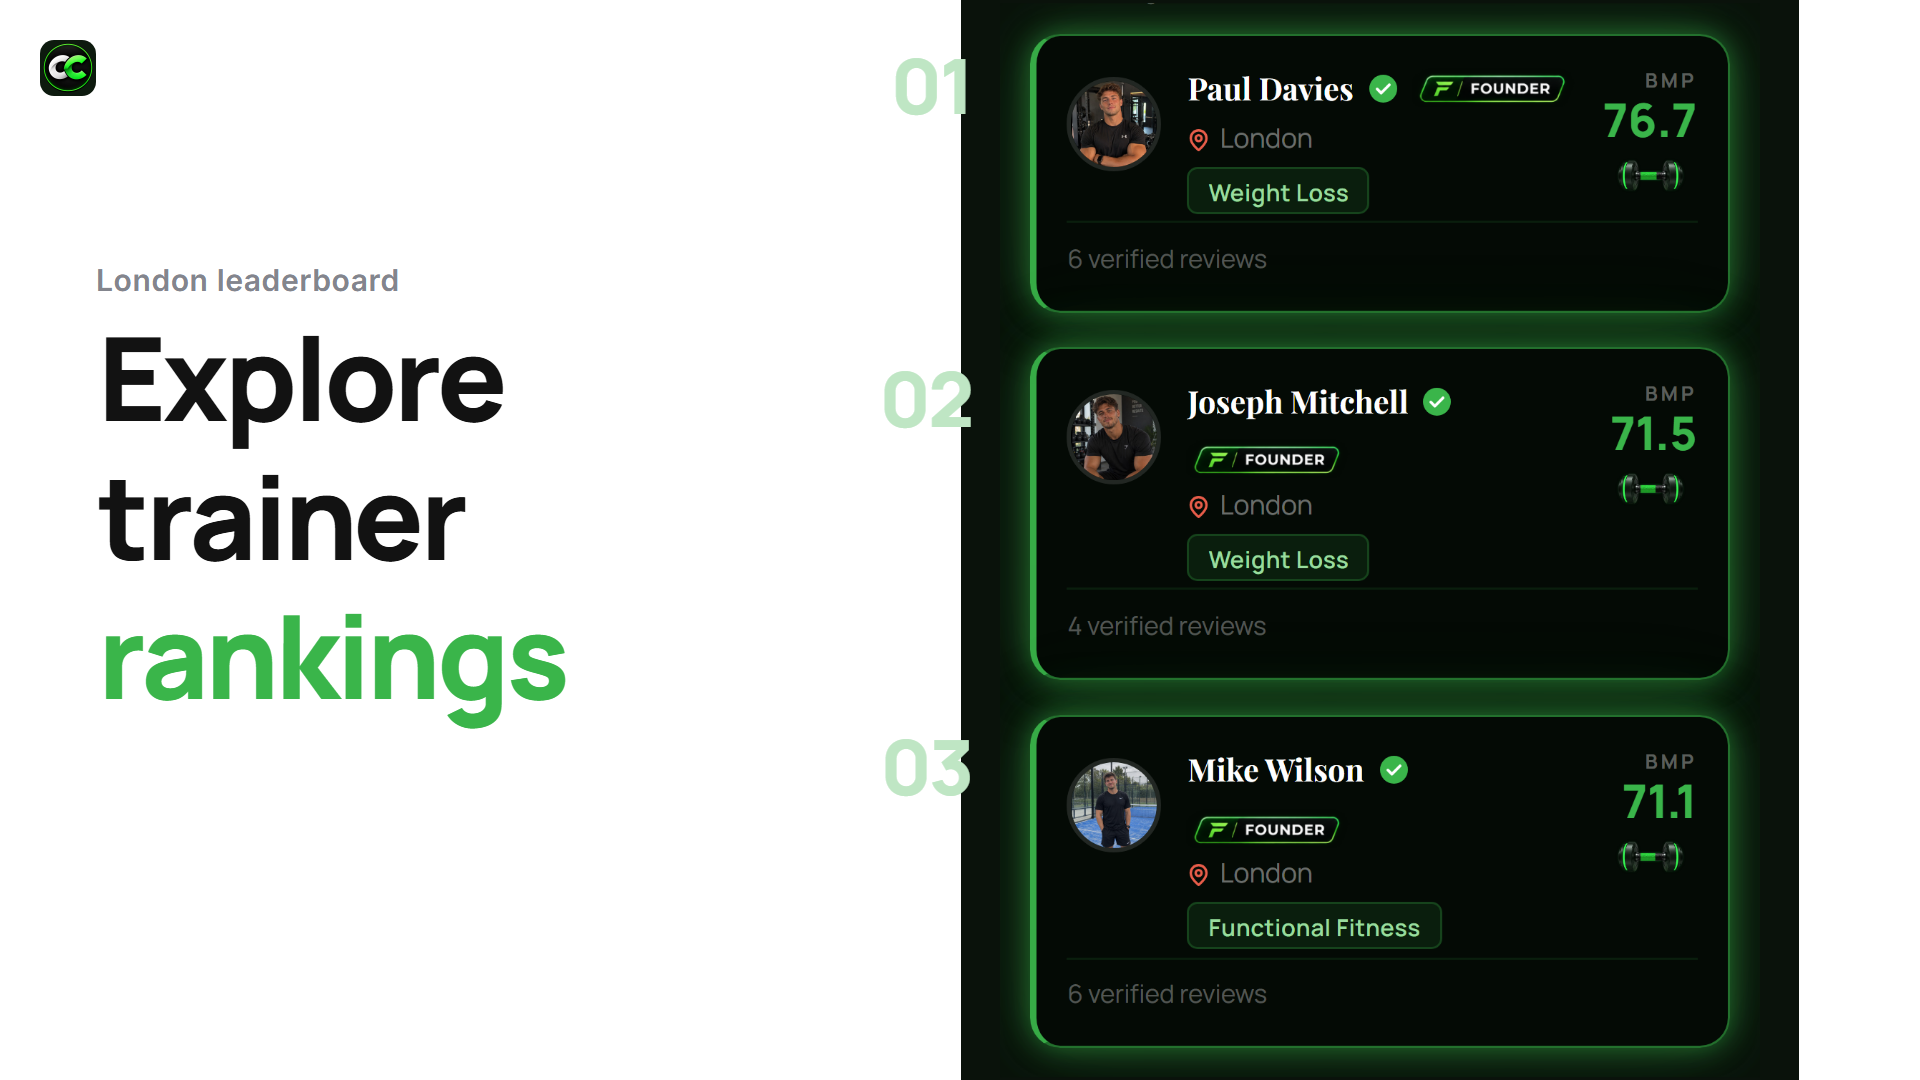 CC
London leaderboard
Explore
trainer
rankings
01
Paul Davies
FOUNDER
BMP
76.7
London
Weight Loss
6 verified reviews
02
Joseph Mitchell
BMP
71.5
FOUNDER
London
Weight Loss
4 verified reviews
03
Mike Wilson
BMP
71.1
FOUNDER
London
Functional Fitness
6 verified reviews